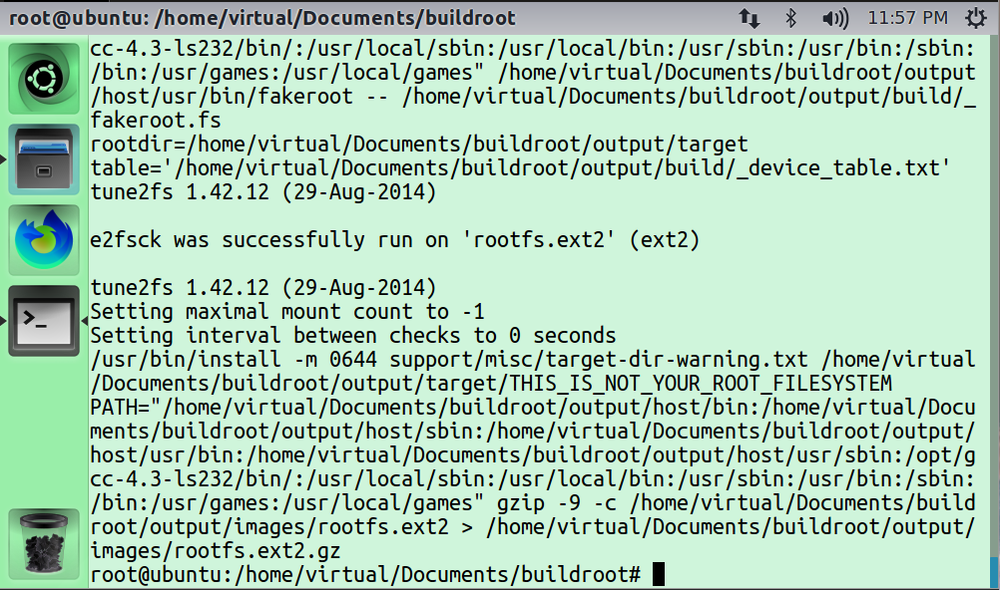 root@ubuntu: /home/virtual/Documents/buildroot
11:57 PM
cc-4.3-ls232/bin/:/usr/local/sbin:/usr/local/bin:/usr/sbin:/usr/bin:/sbin:
/bin:/usr/games:/usr/local/games" /home/virtual/Documents/buildroot/output
/host/usr/bin/fakeroot -- /home/virtual/Documents/buildroot/output/build/_
fakeroot.fs
rootdir=/home/virtual/Documents/buildroot/output/target
table='/home/virtual/Documents/buildroot/output/build/_device_table.txt'
tune2fs 1.42.12 (29-Aug-2014)
e2fsck was successfully run on 'rootfs.ext2' (ext2)
tune2fs 1.42.12 (29-Aug-2014)
Setting maximal mount count to -1
Setting interval between checks to 0 seconds
/usr/bin/install -m 0644 support/misc/target-dir-warning.txt /home/virtual
/Documents/buildroot/output/target/THIS_IS_NOT_YOUR_ROOT_FILESYSTEM
PATH="/home/virtual/Documents/buildroot/output/host/bin:/home/virtual/Docu
ments/buildroot/output/host/sbin:/home/virtual/Documents/buildroot/output/
host/usr/bin:/home/virtual/Documents/buildroot/output/host/usr/sbin:/opt/g
cc-4.3-ls232/bin/:/usr/local/sbin:/usr/local/bin:/usr/sbin:/usr/bin:/sbin:
/bin:/usr/games:/usr/local/games" gzip -9 -c /home/virtual/Documents/build
root/output/images/rootfs.ext2 > /home/virtual/Documents/buildroot/output/
images/rootfs.ext2.gz
root@ubuntu:/home/virtual/Documents/buildroot#